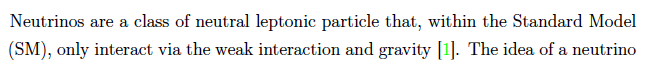 Neutrinos are a class of neutral leptonic particle that, within the Standard Model
(SM), only interact via the weak interaction and gravity [1]. The idea of a neutrino